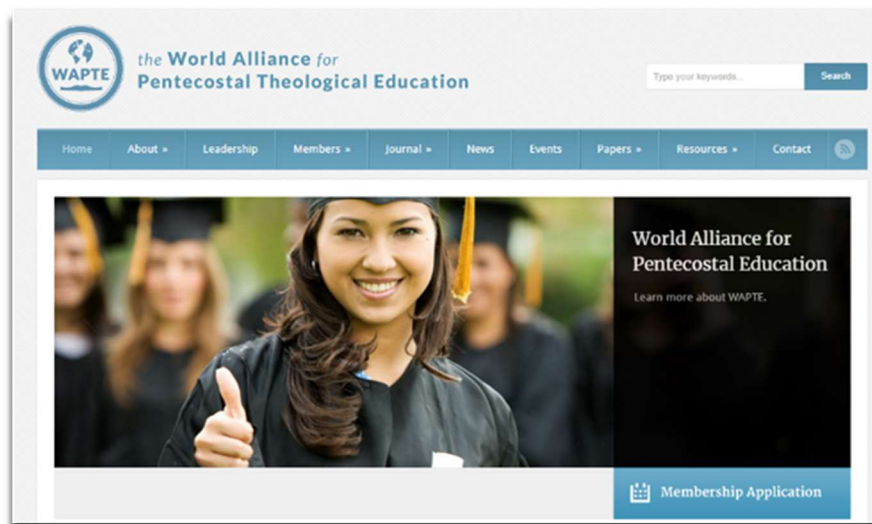 WAPTE
the World Alliance for
Pentecostal Theological Education
Type your keywords...
Search
Home
About »
Leadership
Members »
Journal »
News
Events
Papers »
Resources »
Contact
World Alliance for
Pentecostal Education
Learn more about WAPTE.
Membership Application